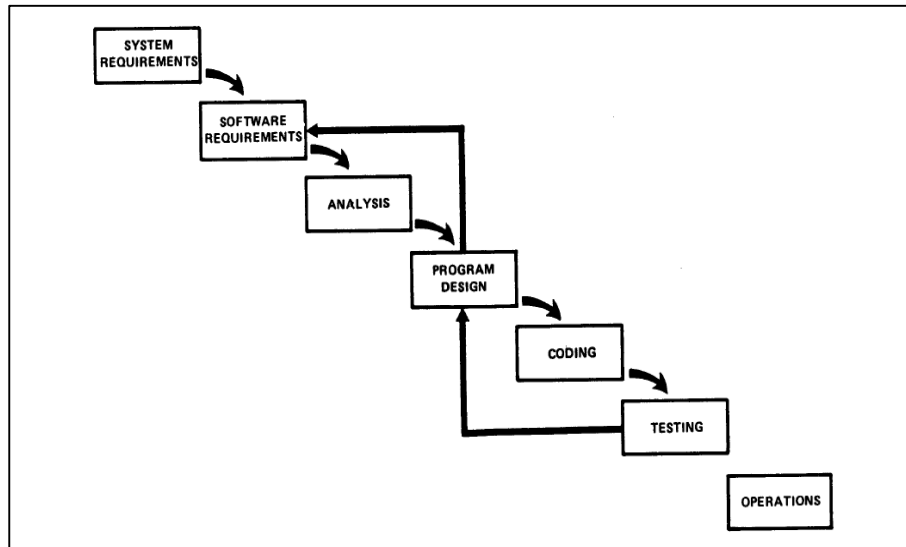 SYSTEM
REQUIREMENTS
SOFTWARE
REQUIREMENTS
ANALYSIS
PROGRAM
DESIGN
CODING
TESTING
OPERATIONS